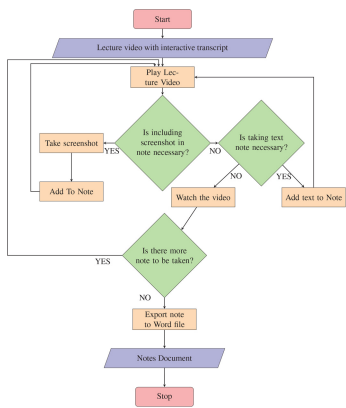 Start
Lecture video with interactive transcript
Play Lec-
ture Video
Is including
screenshot in
note necessary?
Is taking text
note necessary?
Take screenshot
YES
NO
NO
YES
Add To Note
Watch the video
Add text to Note
Is there more
note to be taken?
YES
NO
Export note
to Word file
Notes Document
Stop